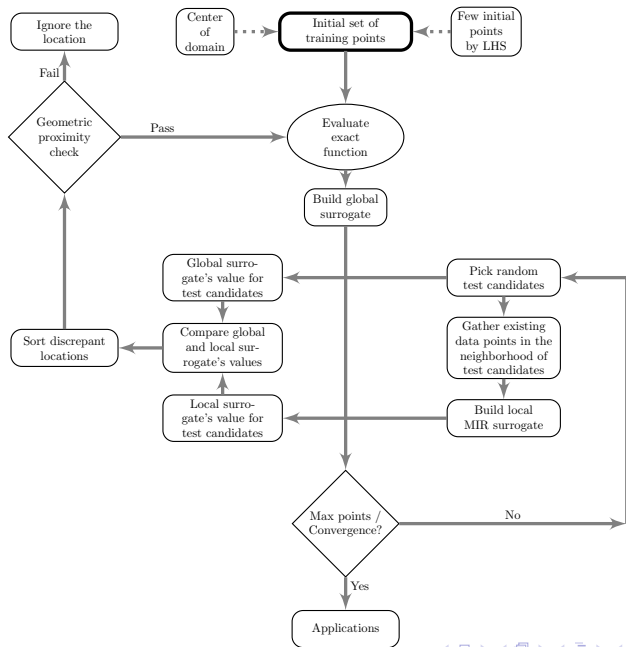 Ignore the
location
Center
of
domain
Initial set of
training points
Few initial
points
by LHS
Fail
Geometric
proximity
check
Pass
Evaluate
exact
function
Build global
surrogate
Global surro-
gate's value for
test candidates
Pick random
test candidates
Sort discrepant
locations
Compare global
and local sur-
rogate's values
Gather existing
data points in the
neighborhood of
test candidates
Local surro-
gate's value for
test candidates
Build local
MIR surrogate
Max points /
Convergence?
No
Yes
Applications